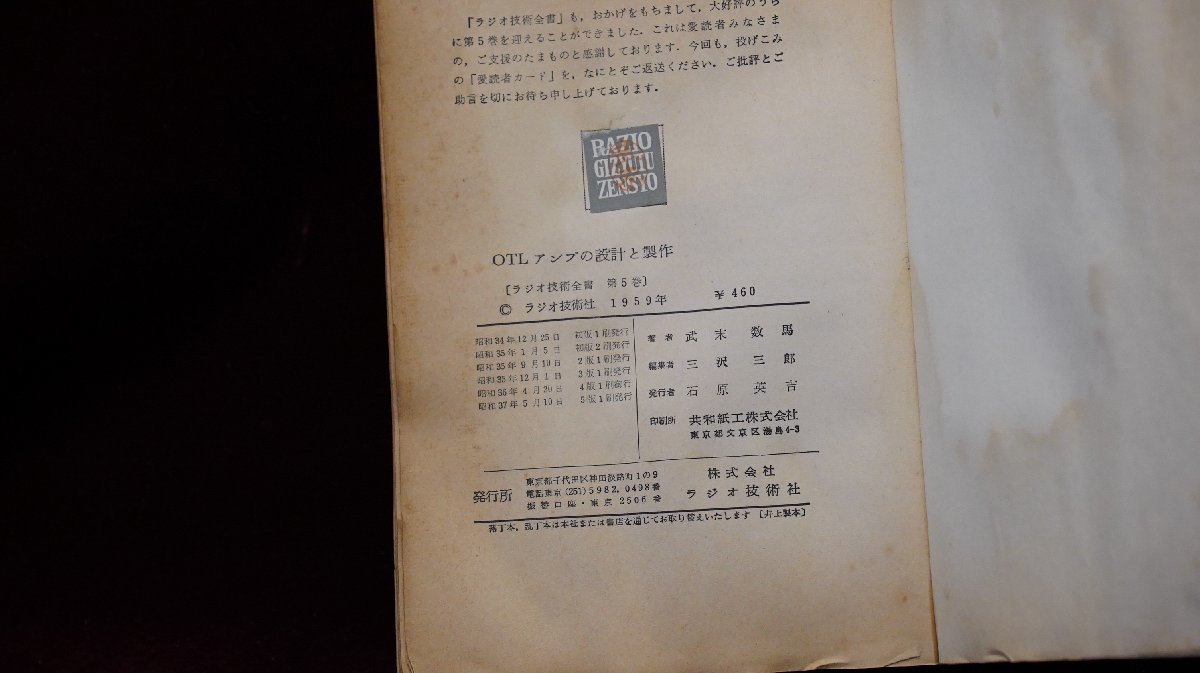 『ラジオ技術全書』も，おかげをもちまして，大好評のうち
に第5巻を迎えることができました．これは愛読者みなさま
の，ご支援のたまものと感謝しております．今回も，投げこみ
の『愛読者カード』を，なにとぞご返送ください．ご批評とご
助言を切にお待ち申し上げております．
RAZIO
GIZYUTU
ZENSYO
OTL アンプの設計と製作
〔ラジオ技術全書 第5巻〕
© ラジオ技術社 1959年 ￥460
昭和34年12月25日 初版1刷発行
昭和35年1月5日 初版2刷発行
昭和35年9月10日 2版1刷発行
昭和35年12月1日 3版1刷発行
昭和36年4月20日 4版1刷発行
昭和37年5月10日 5版1刷発行
著者 武末数馬
編集者 三沢三郎
発行者 石原英吉
印刷所 共和紙工株式会社
東京都文京区湯島4-3
発行所
東京都千代田区神田淡路町1の9
電話東京(251)5982，0498番
振替口座・東京2506番
株式会社
ラジオ技術社
落丁本，乱丁本は本社または書店を通じてお取り替えいたします 〔井上製本〕